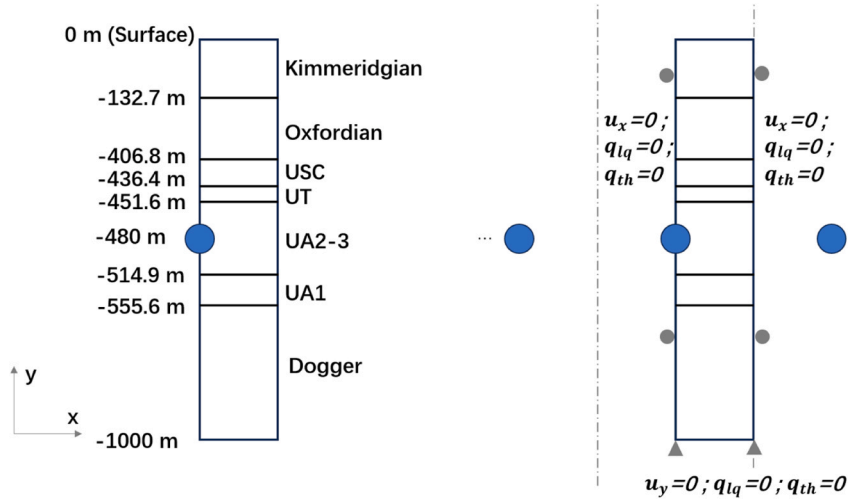 0 m (Surface)
Kimmeridgian
-132.7 m
Oxfordian
-406.8 m
USC
-436.4 m
UT
-451.6 m
-480 m
UA2-3
...
-514.9 m
UA1
-555.6 m
Dogger
-1000 m
y
x
uₓ=0;
q_lq=0;
q_th=0
uₓ=0;
q_lq=0;
q_th=0
u_y=0; q_lq=0; q_th=0